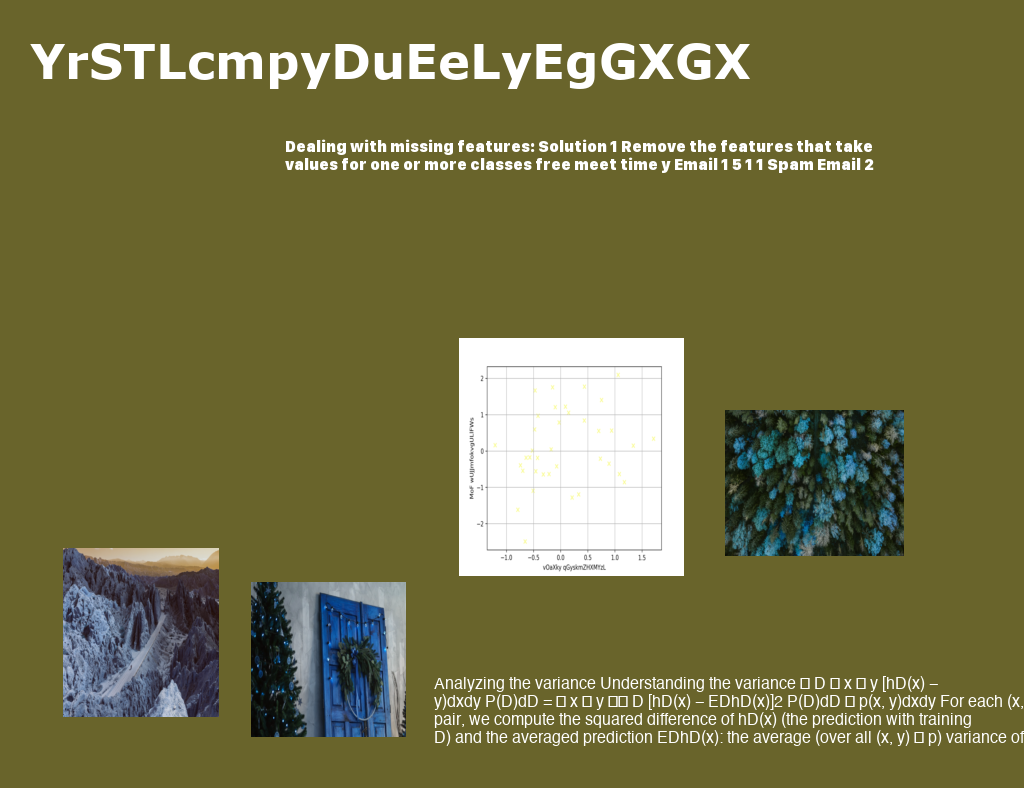 YrSTLcmpyDuEeLyEgGXGX
Dealing with missing features: Solution 1 Remove the features that take
values for one or more classes free meet time y Email 1 5 1 1 Spam Email 2
2
1
0
−1
−2
−1.0 −0.5 0.0 0.5 1.0 1.5
Analyzing the variance Understanding the variance □ D □ x □ y [hD(x) −
y)dxdy P(D)dD = □ x □ y □□ D [hD(x) − EDhD(x)]2 P(D)dD □ p(x, y)dxdy For each (x,
pair, we compute the squared difference of hD(x) (the prediction with training
D) and the averaged prediction EDhD(x): the average (over all (x, y) □ p) variance of